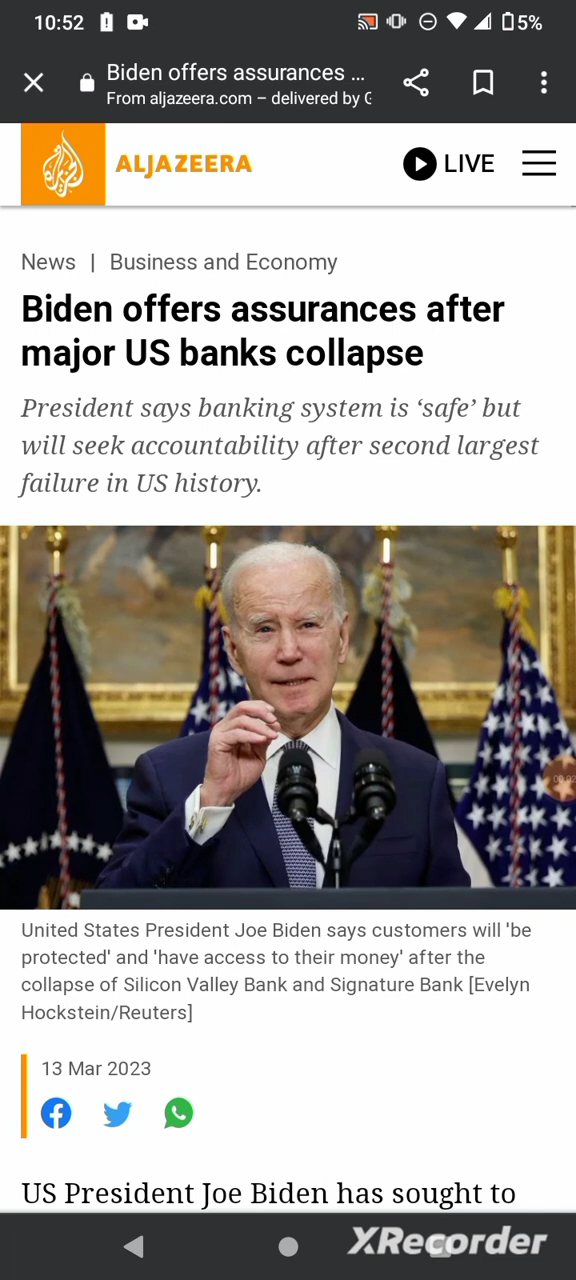 10:52
5%
Biden offers assurances ...
From aljazeera.com – delivered by G
ALJAZEERA
LIVE
News | Business and Economy
Biden offers assurances after
major US banks collapse
President says banking system is ‘safe’ but
will seek accountability after second largest
failure in US history.
00:02
United States President Joe Biden says customers will 'be
protected' and 'have access to their money' after the
collapse of Silicon Valley Bank and Signature Bank [Evelyn
Hockstein/Reuters]
13 Mar 2023
US President Joe Biden has sought to
XRecorder